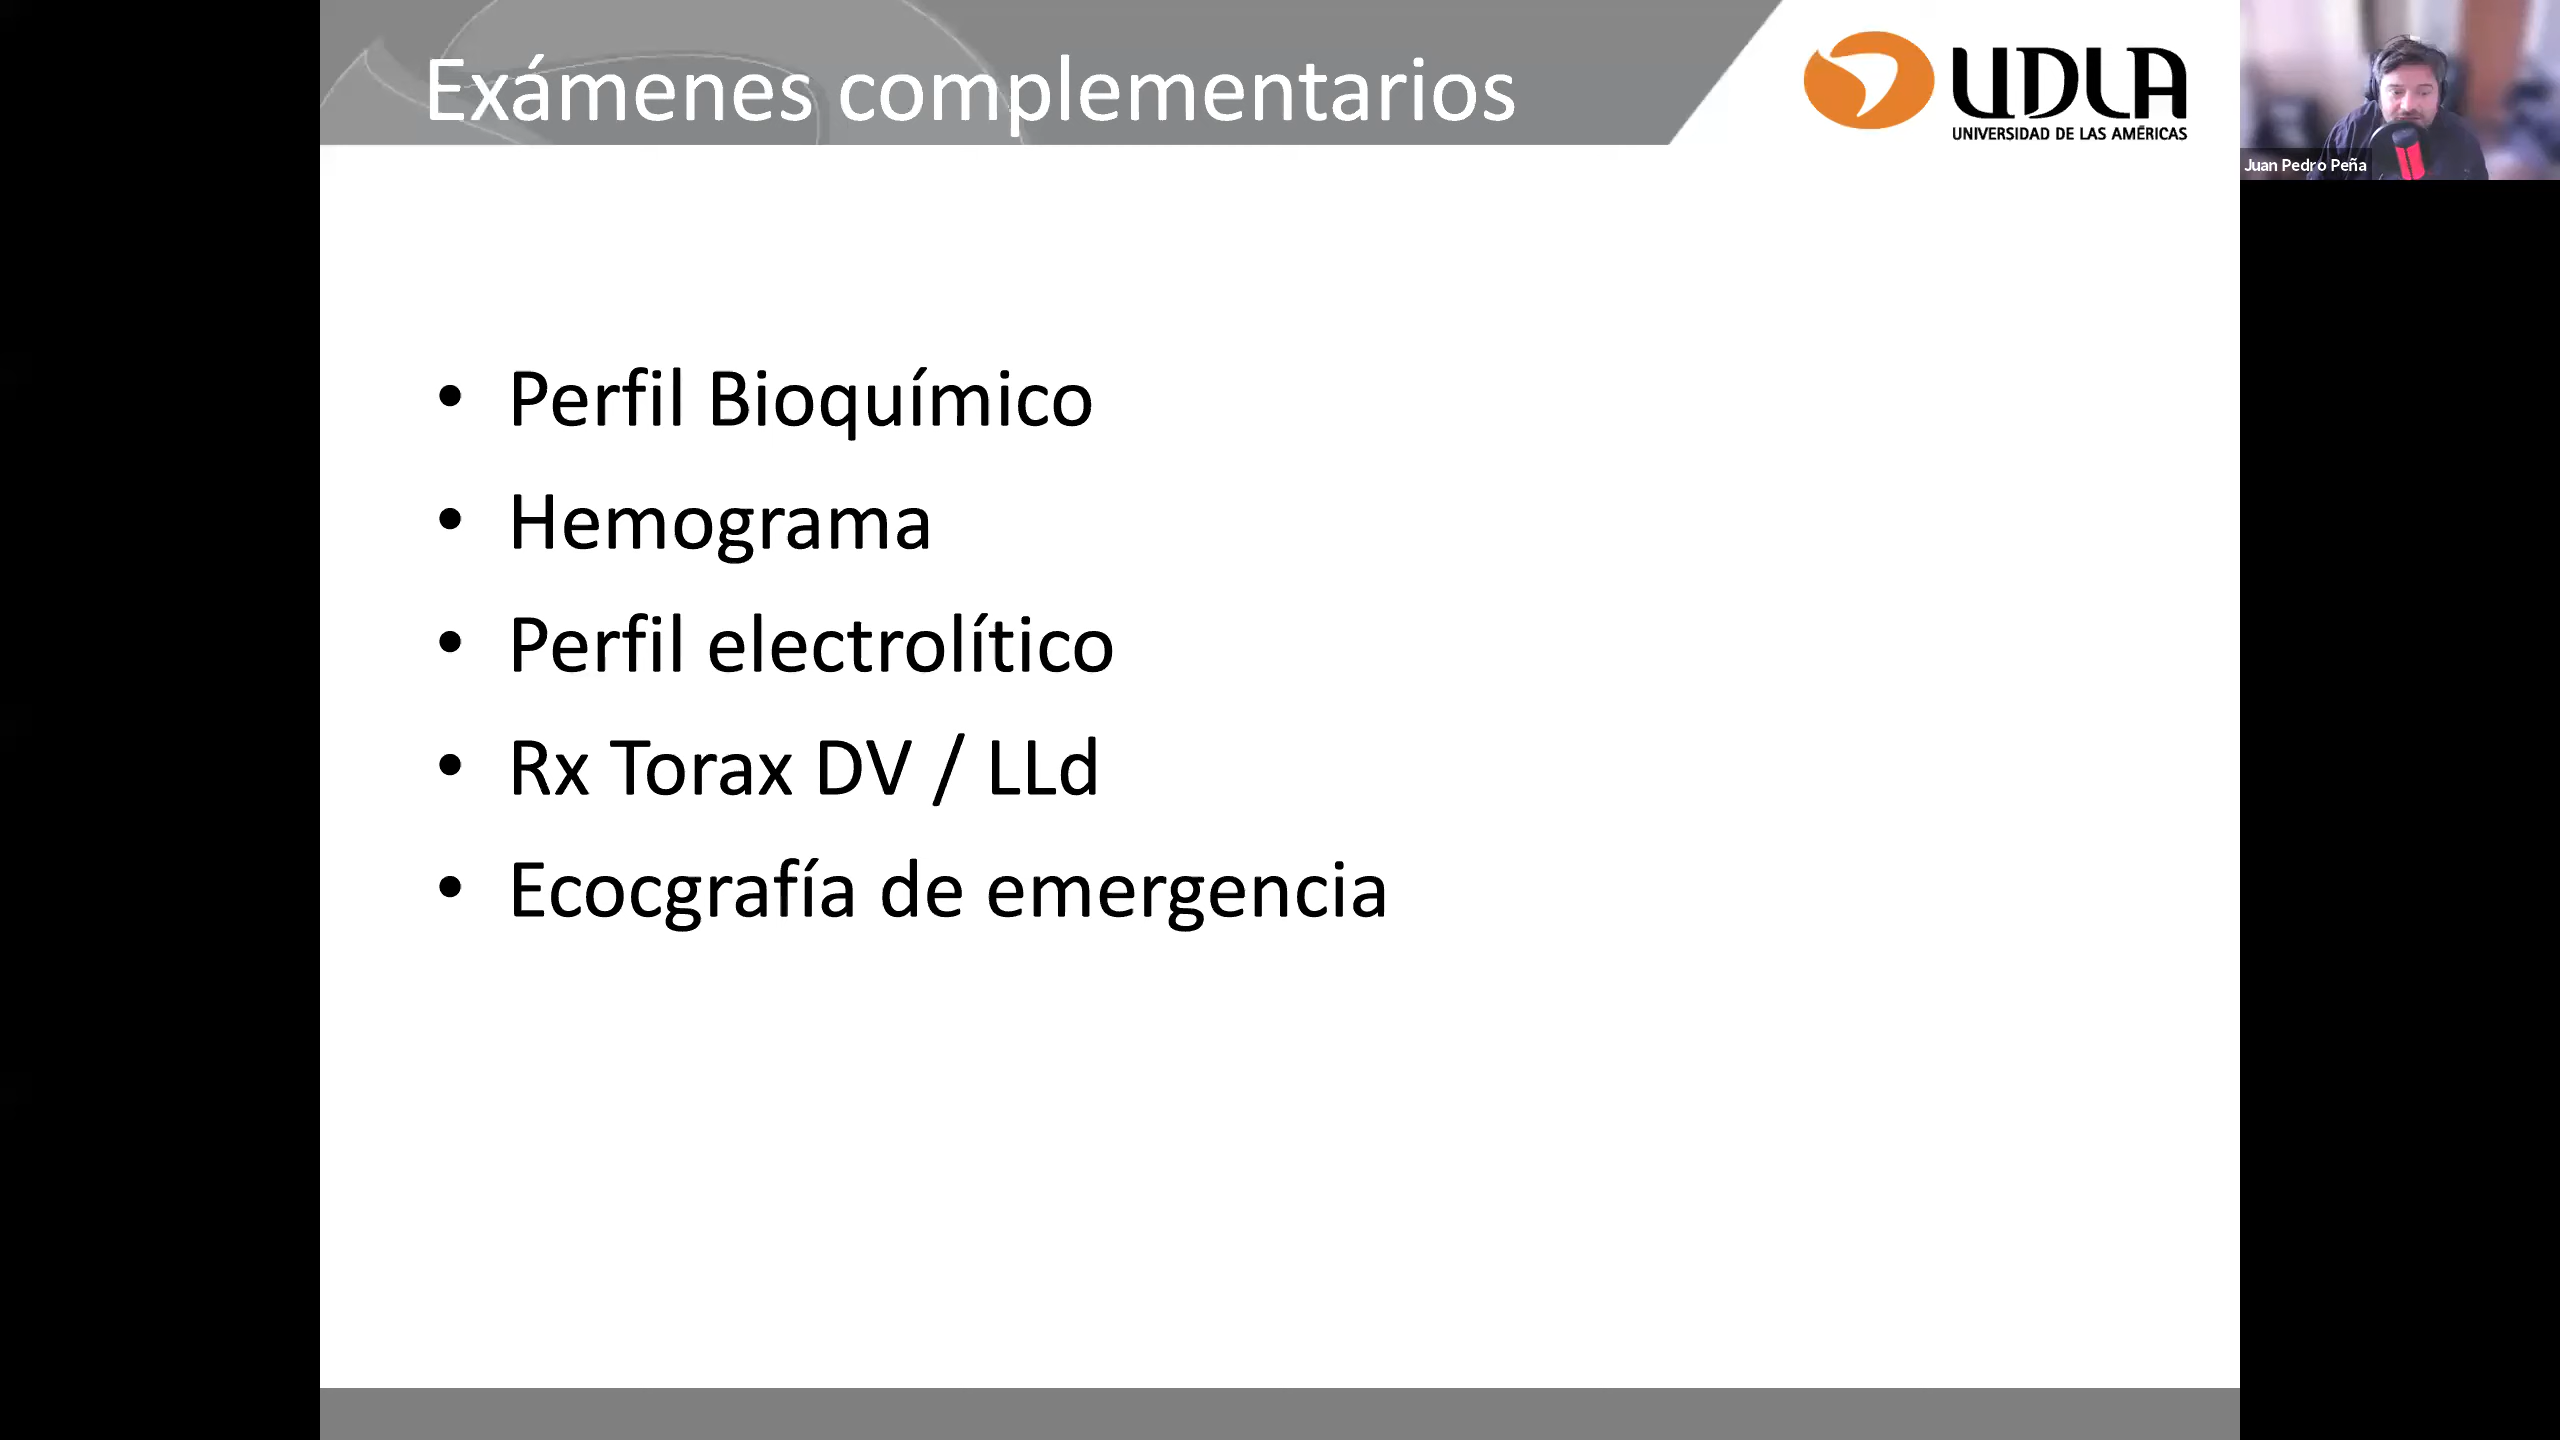 Exámenes complementarios
UDLA
UNIVERSIDAD DE LAS AMÉRICAS
Juan Pedro Peña
• Perfil Bioquímico
• Hemograma
• Perfil electrolítico
• Rx Torax DV / LLd
• Ecocgrafía de emergencia